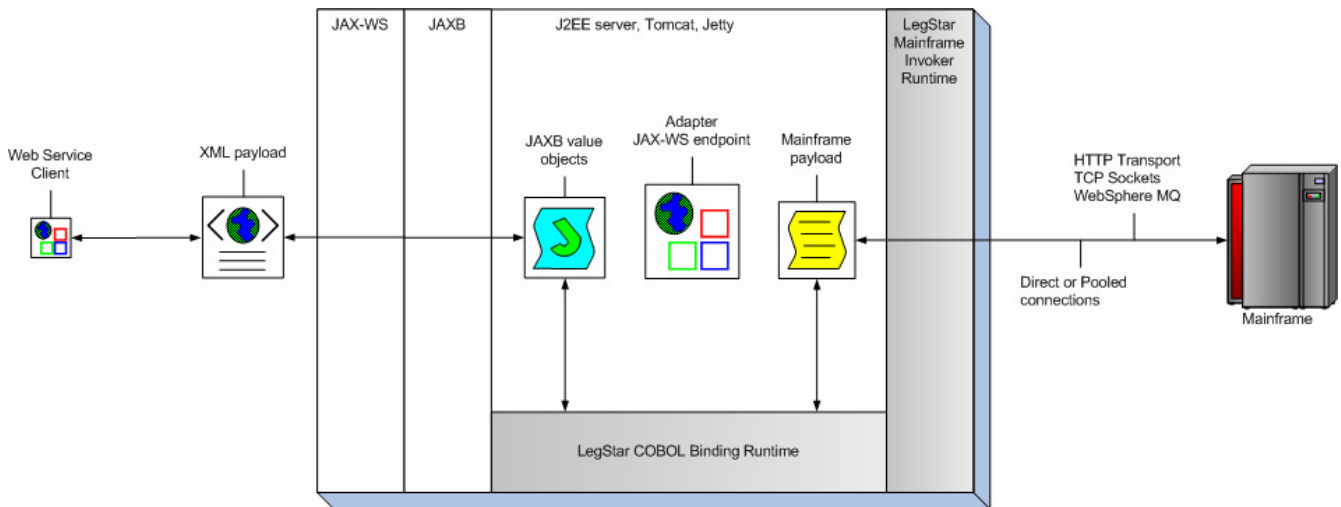 JAX-WS
JAXB
J2EE server, Tomcat, Jetty
LegStar
Mainframe
Invoker
Runtime
Web Service
Client
XML payload
JAXB value
objects
Adapter
JAX-WS endpoint
Mainframe
payload
HTTP Transport
TCP Sockets
WebSphere MQ
Direct or Pooled
connections
Mainframe
LegStar COBOL Binding Runtime